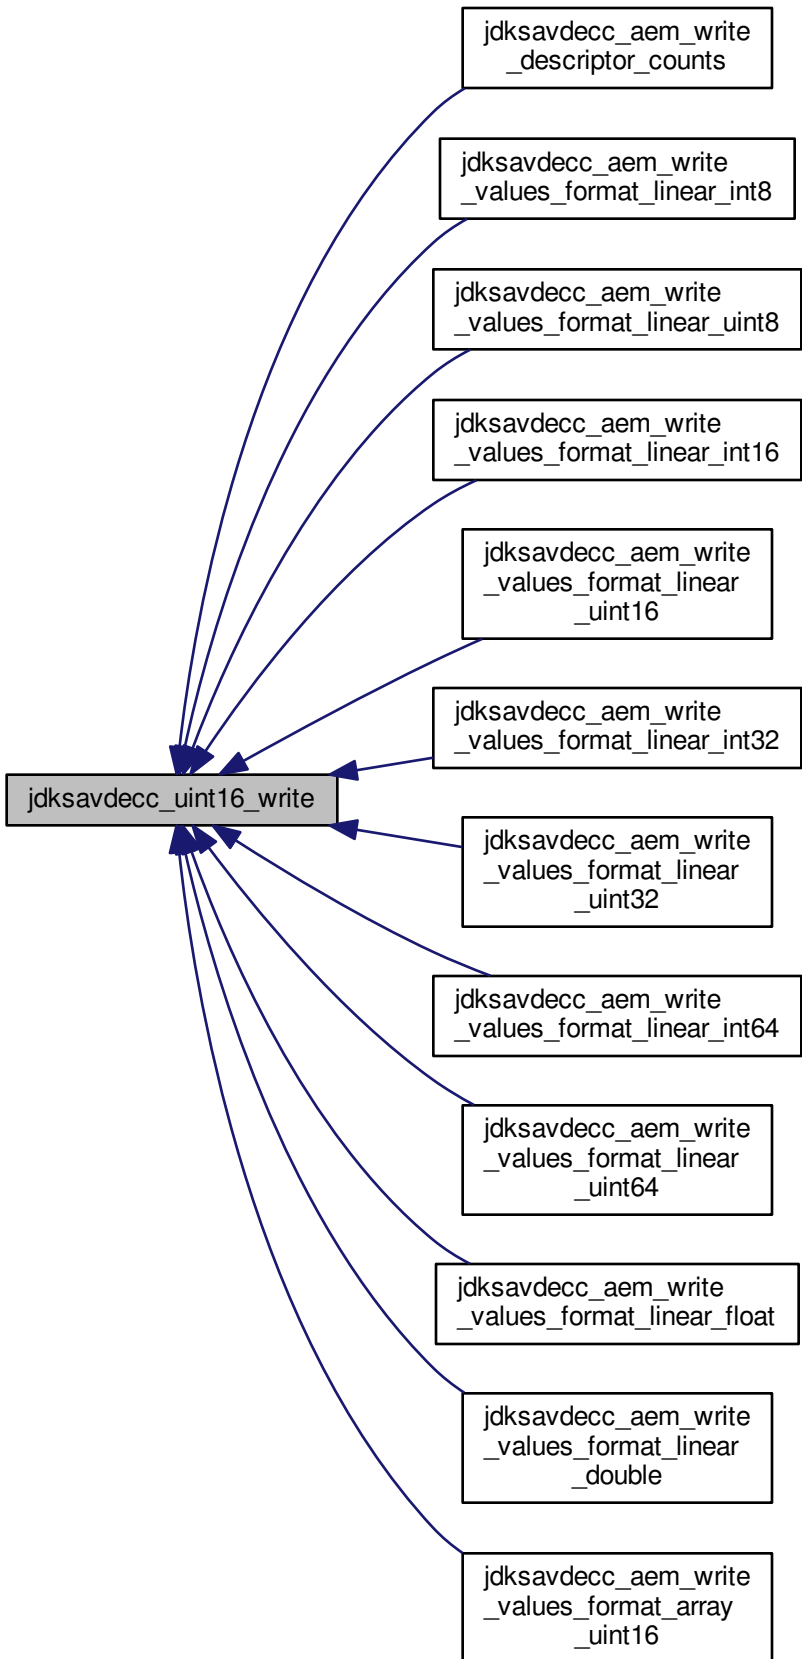 jdksavdecc_aem_write
_descriptor_counts
jdksavdecc_aem_write
_values_format_linear_int8
jdksavdecc_aem_write
_values_format_linear_uint8
jdksavdecc_aem_write
_values_format_linear_int16
jdksavdecc_aem_write
_values_format_linear
_uint16
jdksavdecc_aem_write
_values_format_linear_int32
jdksavdecc_uint16_write
jdksavdecc_aem_write
_values_format_linear
_uint32
jdksavdecc_aem_write
_values_format_linear_int64
jdksavdecc_aem_write
_values_format_linear
_uint64
jdksavdecc_aem_write
_values_format_linear_float
jdksavdecc_aem_write
_values_format_linear
_double
jdksavdecc_aem_write
_values_format_array
_uint16